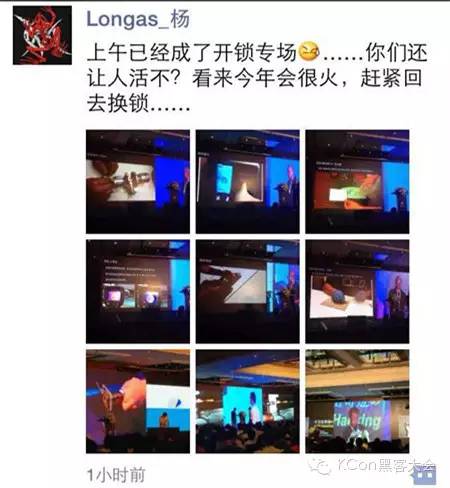 Longas_杨
上午已经成了开锁专场😆……你们还
让人活不？看来今年会很火，赶紧回
去换锁……
Hacking
1小时前
KCon黑客大会